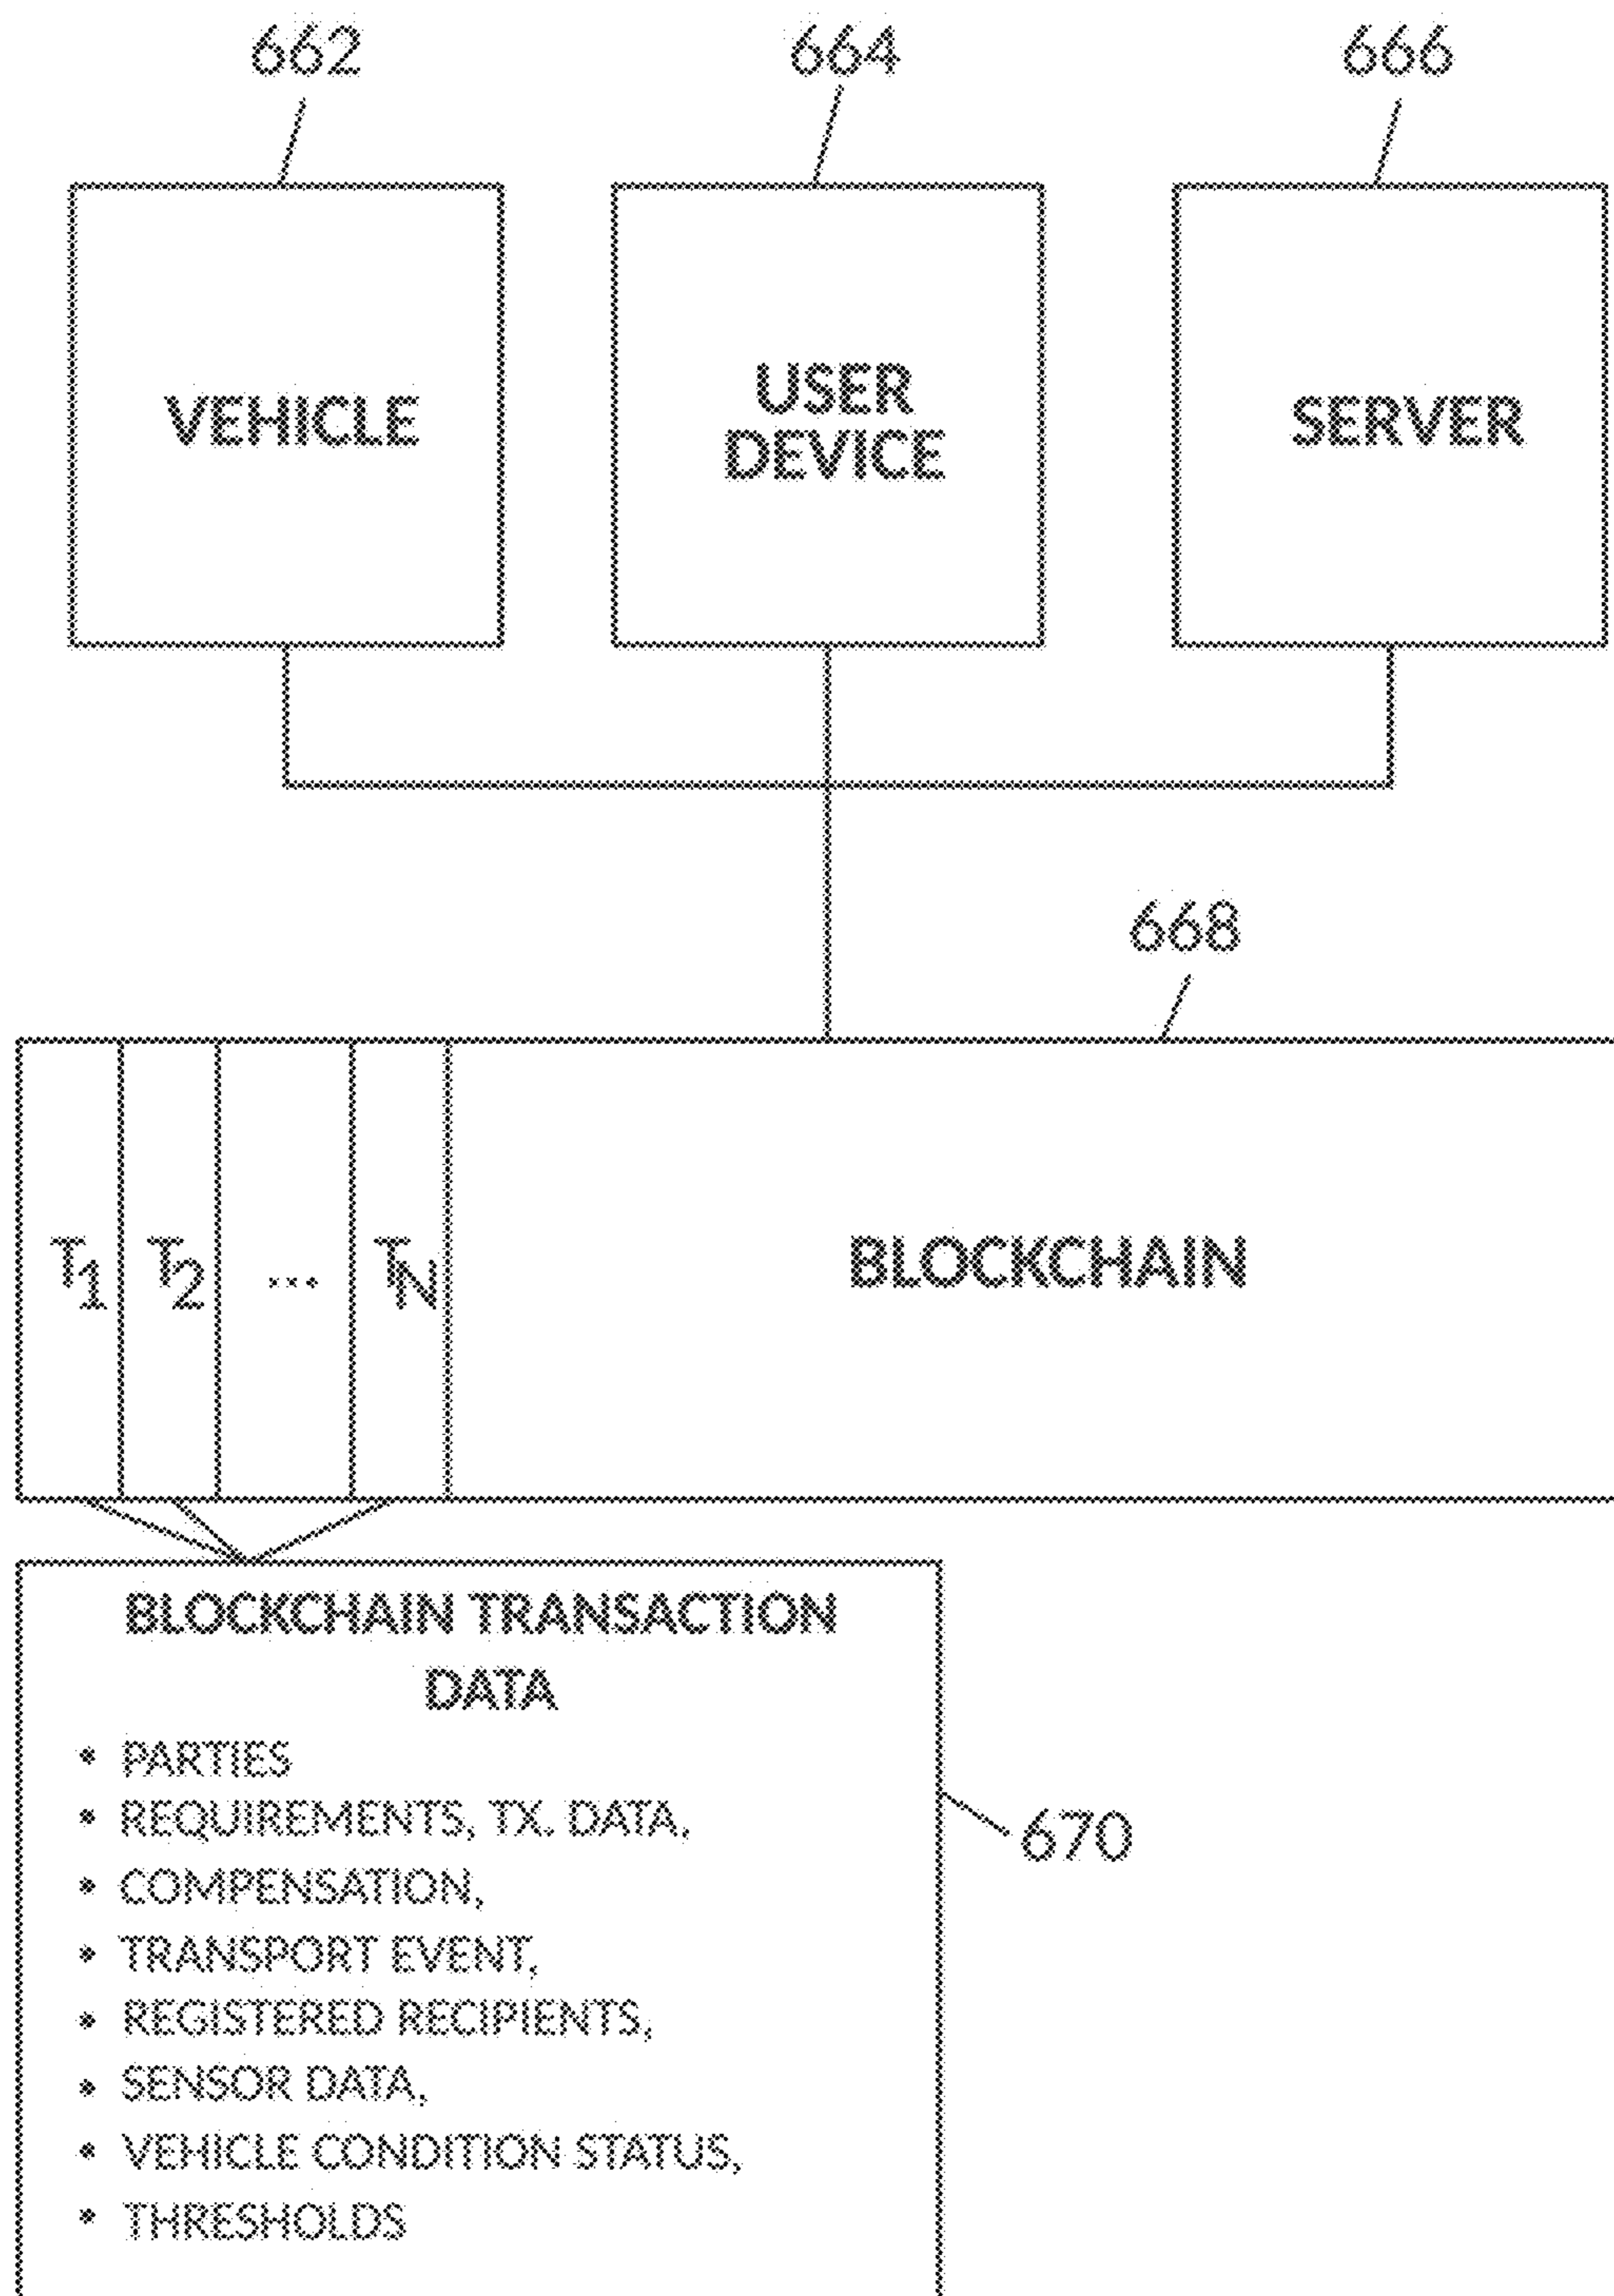 662 664 666
VEHICLE USER DEVICE SERVER
668
T1 T2 ... TN BLOCKCHAIN
BLOCKCHAIN TRANSACTION
DATA
• PARTIES
• REQUIREMENTS, TX. DATA,
• COMPENSATION,
• TRANSPORT EVENT,
• REGISTERED RECIPIENTS,
• SENSOR DATA,
• VEHICLE CONDITION STATUS,
• THRESHOLDS
670